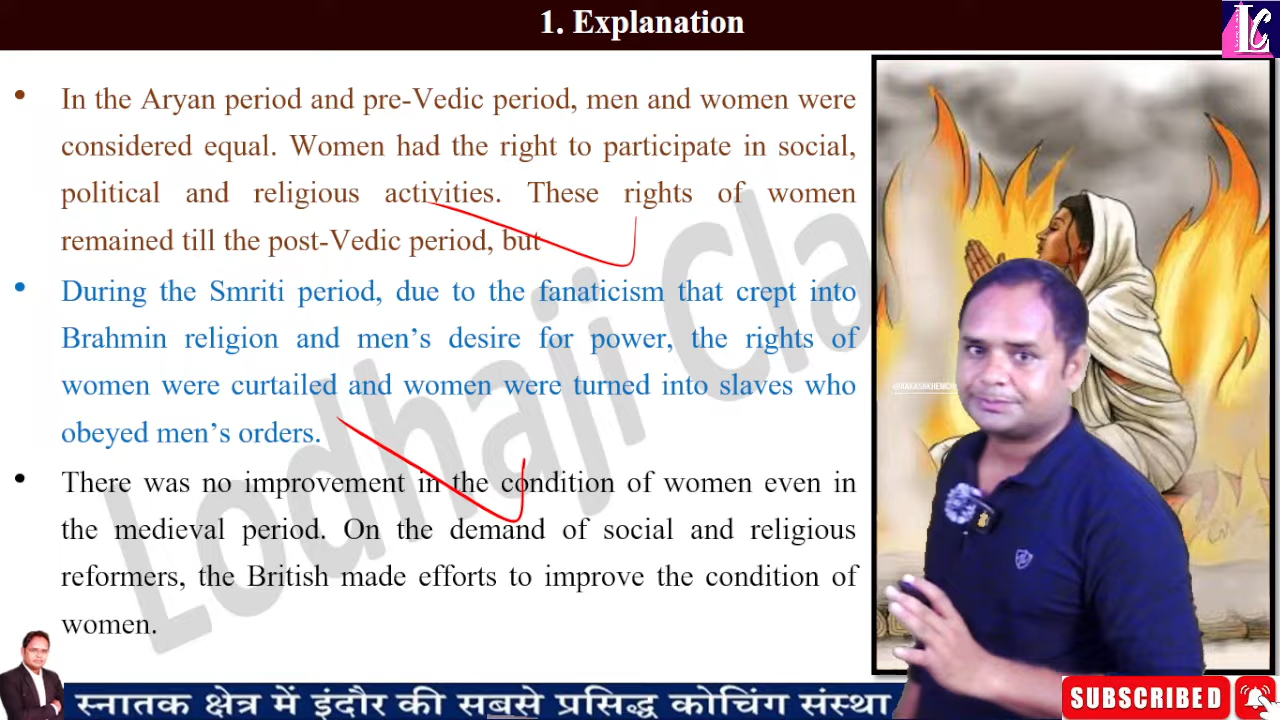 1. Explanation
LC
• In the Aryan period and pre-Vedic period, men and women were
considered equal. Women had the right to participate in social,
political and religious activities. These rights of women
remained till the post-Vedic period, but
• During the Smriti period, due to the fanaticism that crept into
Brahmin religion and men’s desire for power, the rights of
women were curtailed and women were turned into slaves who
obeyed men’s orders.
• There was no improvement in the condition of women even in
the medieval period. On the demand of social and religious
reformers, the British made efforts to improve the condition of
women.
Lodhaji Cla
स्नातक क्षेत्र में इंदौर की सबसे प्रसिद्ध कोचिंग संस्था
SUBSCRIBED